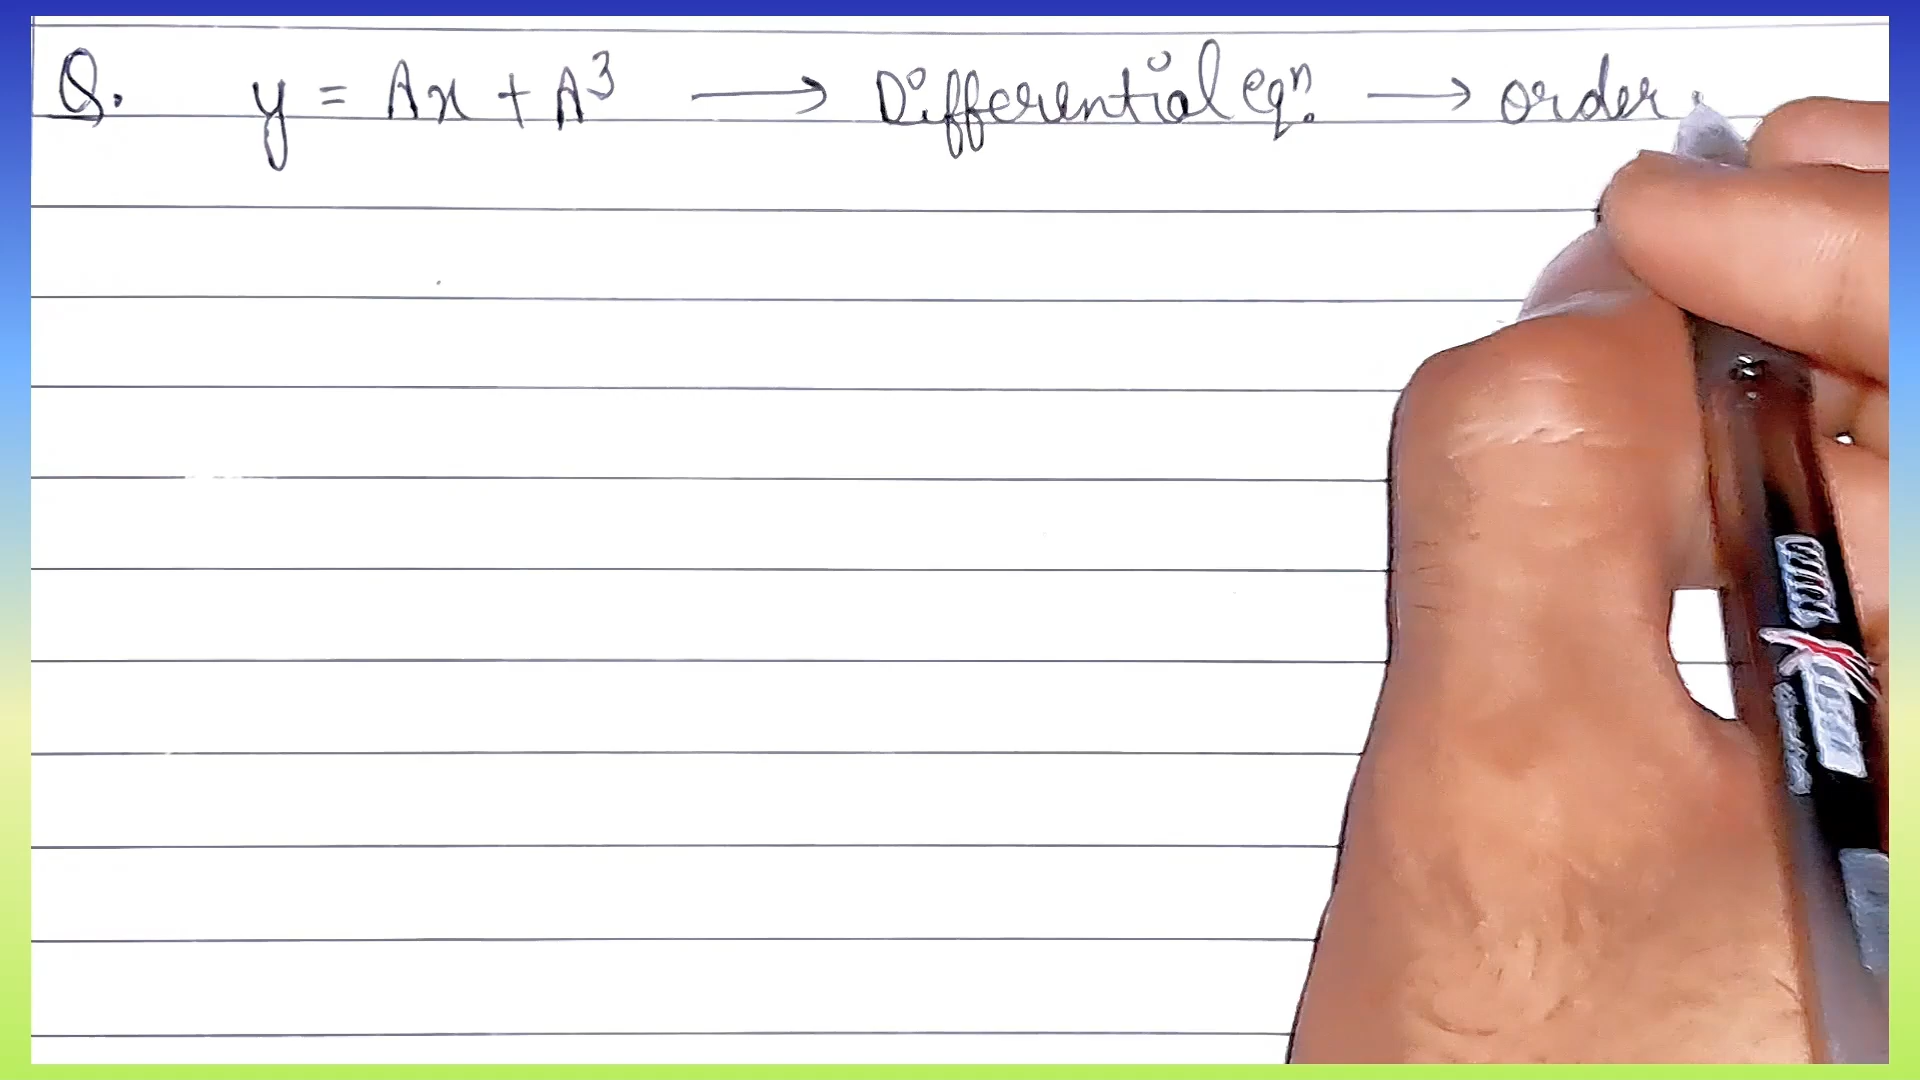 Q. y = Ax + A³ → Differential eqⁿ. → order